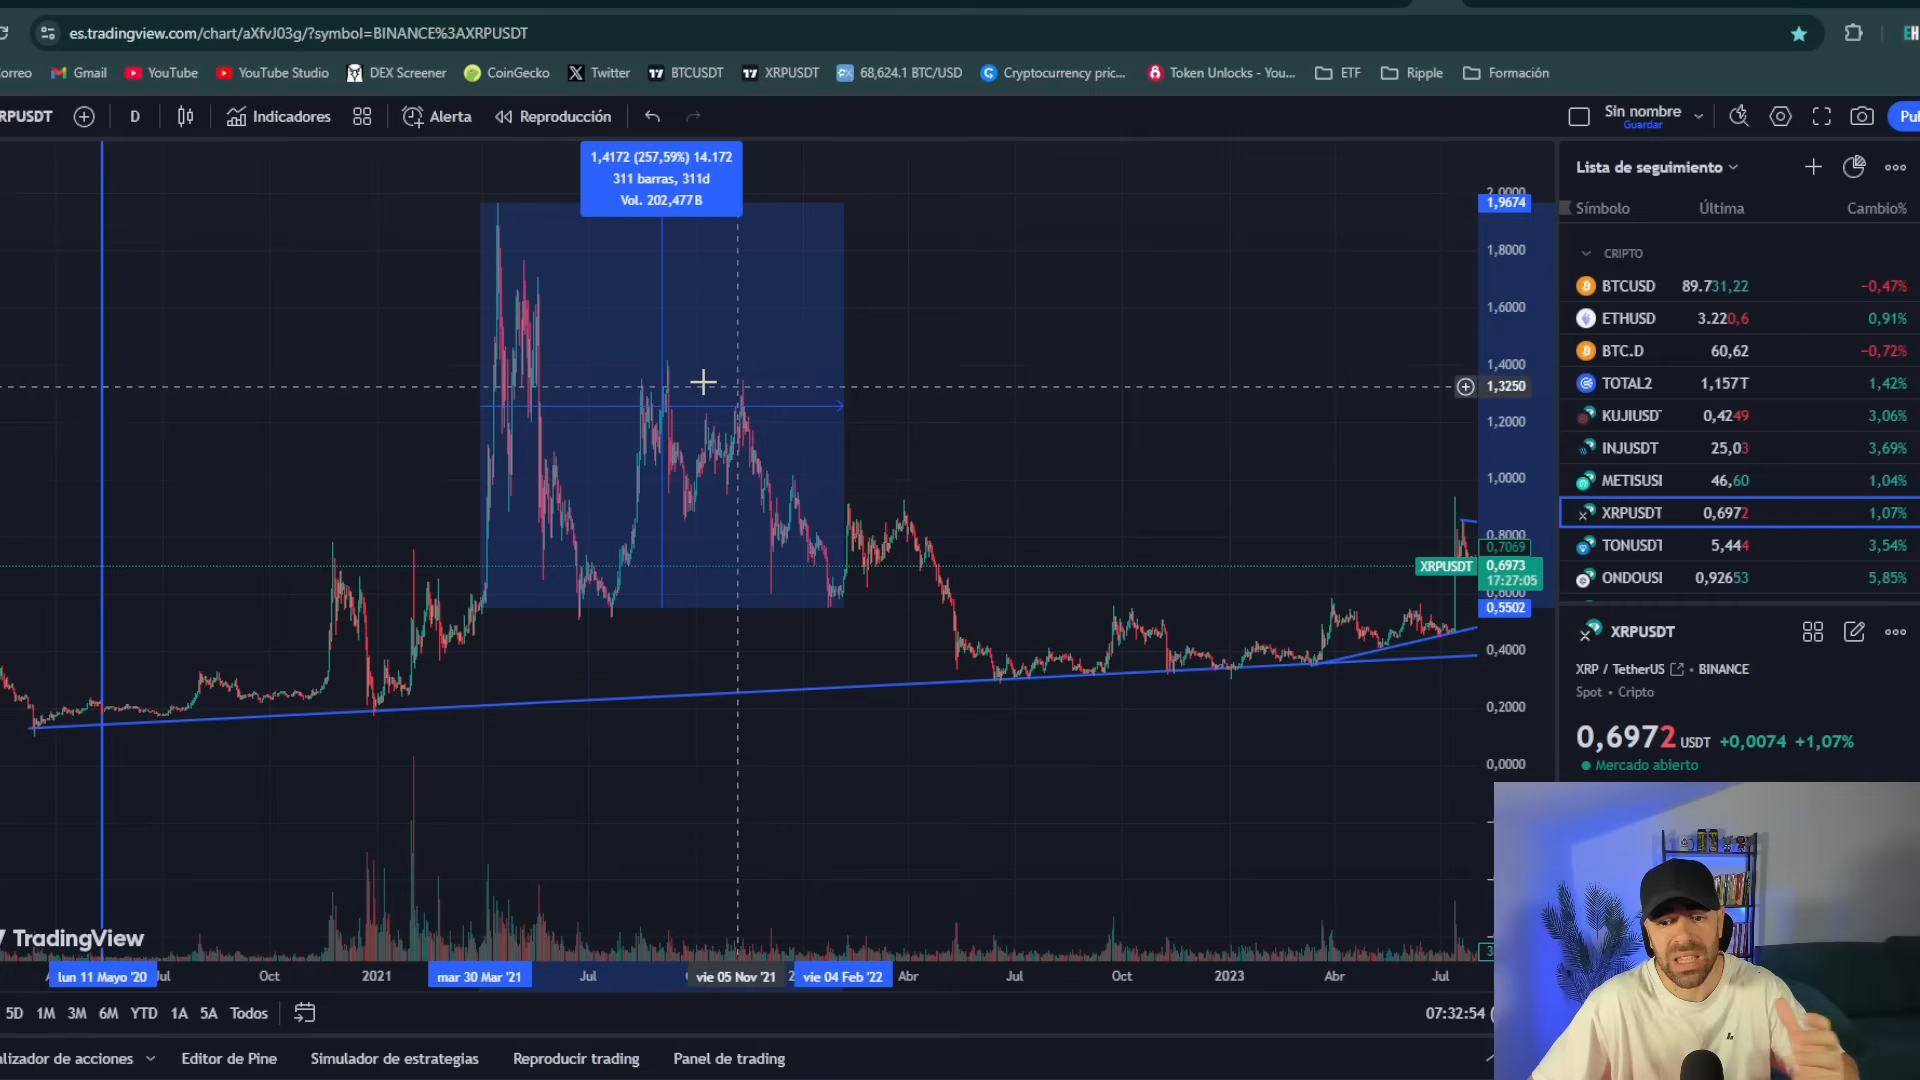 es.tradingview.com/chart/aXfvJ03g/?symbol=BINANCE%3AXRPUSDT
orreo Gmail YouTube YouTube Studio DEX Screener CoinGecko Twitter BTCUSDT XRPUSDT 68,624.1 BTC/USD Cryptocurrency pric... Token Unlocks - You... ETF Ripple Formación
RPUSDT D Indicadores Alerta Reproducción Sin nombre Guardar Pul
1,4172 (257,59%) 14.172
311 barras, 311d
Vol. 202,477B
2,0000
1,9674
1,8000
1,6000
1,4000
1,3250
1,2000
1,0000
0,8000
0,7069
XRPUSDT 0,6973
17:27:05
0,6000
0,5502
0,4000
0,2000
0,0000
TradingView
lun 11 Mayo '20 Jul Oct 2021 mar 30 Mar '21 Jul vie 05 Nov '21 vie 04 Feb '22 Abr Jul Oct 2023 Abr Jul
5D 1M 3M 6M YTD 1A 5A Todos 07:32:54 (
alizador de acciones Editor de Pine Simulador de estrategias Reproducir trading Panel de trading
Lista de seguimiento
Símbolo Última Cambio%
CRIPTO
BTCUSD 89.731,22 −0,47%
ETHUSD 3.220,6 0,91%
BTC.D 60,62 −0,72%
TOTAL2 1,157T 1,42%
KUJIUSDT 0,4249 3,06%
INJUSDT 25,03 3,69%
METISUSI 46,60 1,04%
XRPUSDT 0,6972 1,07%
TONUSDT 5,444 3,54%
ONDOUSI 0,92653 5,85%
XRPUSDT
XRP / TetherUS • BINANCE
Spot • Cripto
0,6972 USDT +0,0074 +1,07%
Mercado abierto